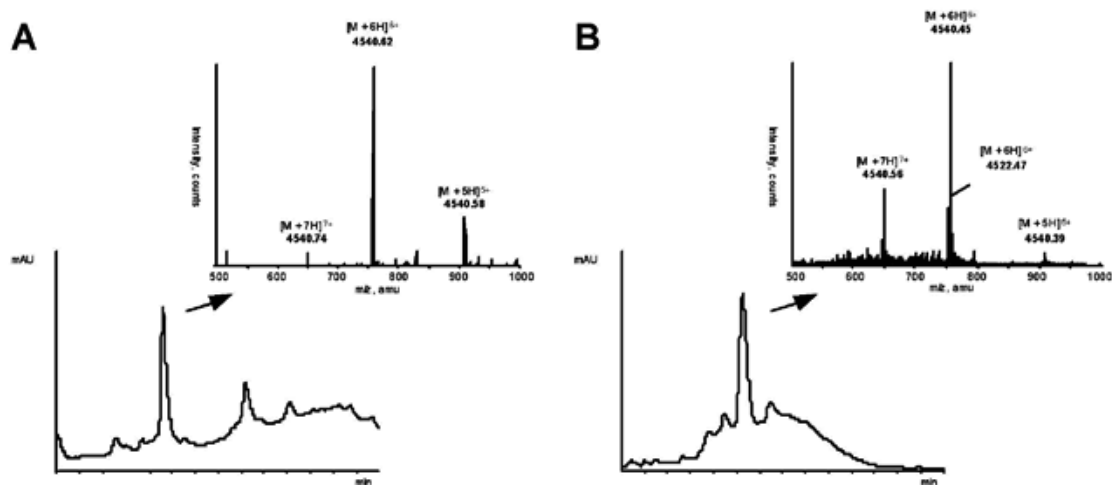 A
[M +6H]6+
4540.62
Intensity, counts
[M +7H]7+
4540.74
[M +5H]5+
4540.58
500 600 700 800 900 1000
m/z, amu
mAU
min
B
[M +6H]6+
4540.45
Intensity, counts
[M +7H]7+
4540.56
[M +6H]6+
4522.47
[M +5H]5+
4540.39
500 600 700 800 900 1000
m/z, amu
mAU
min